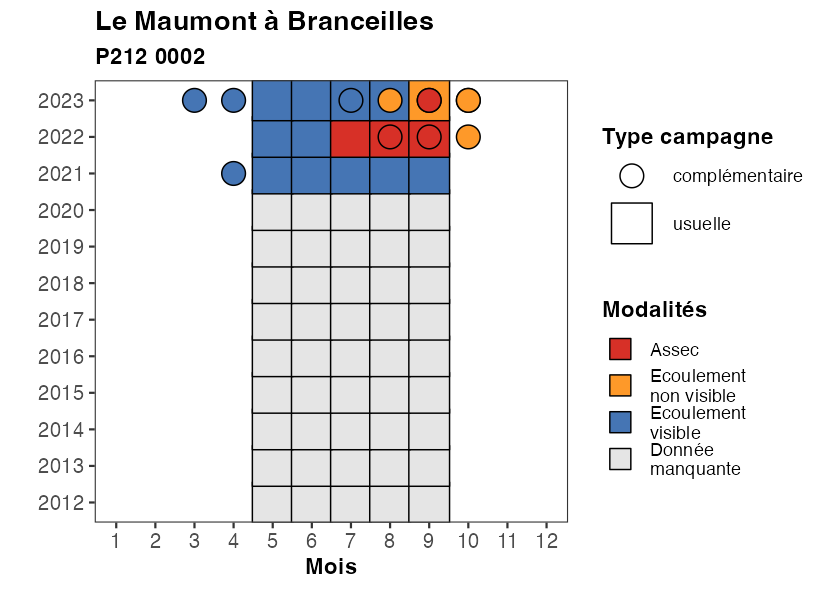 Le Maumont à Branceilles
P212 0002
2023
2022
2021
2020
2019
2018
2017
2016
2015
2014
2013
2012
1 2 3 4 5 6 7 8 9 10 11 12
Mois
Type campagne
complémentaire
usuelle
Modalités
Assec
Ecoulement
non visible
Ecoulement
visible
Donnée
manquante